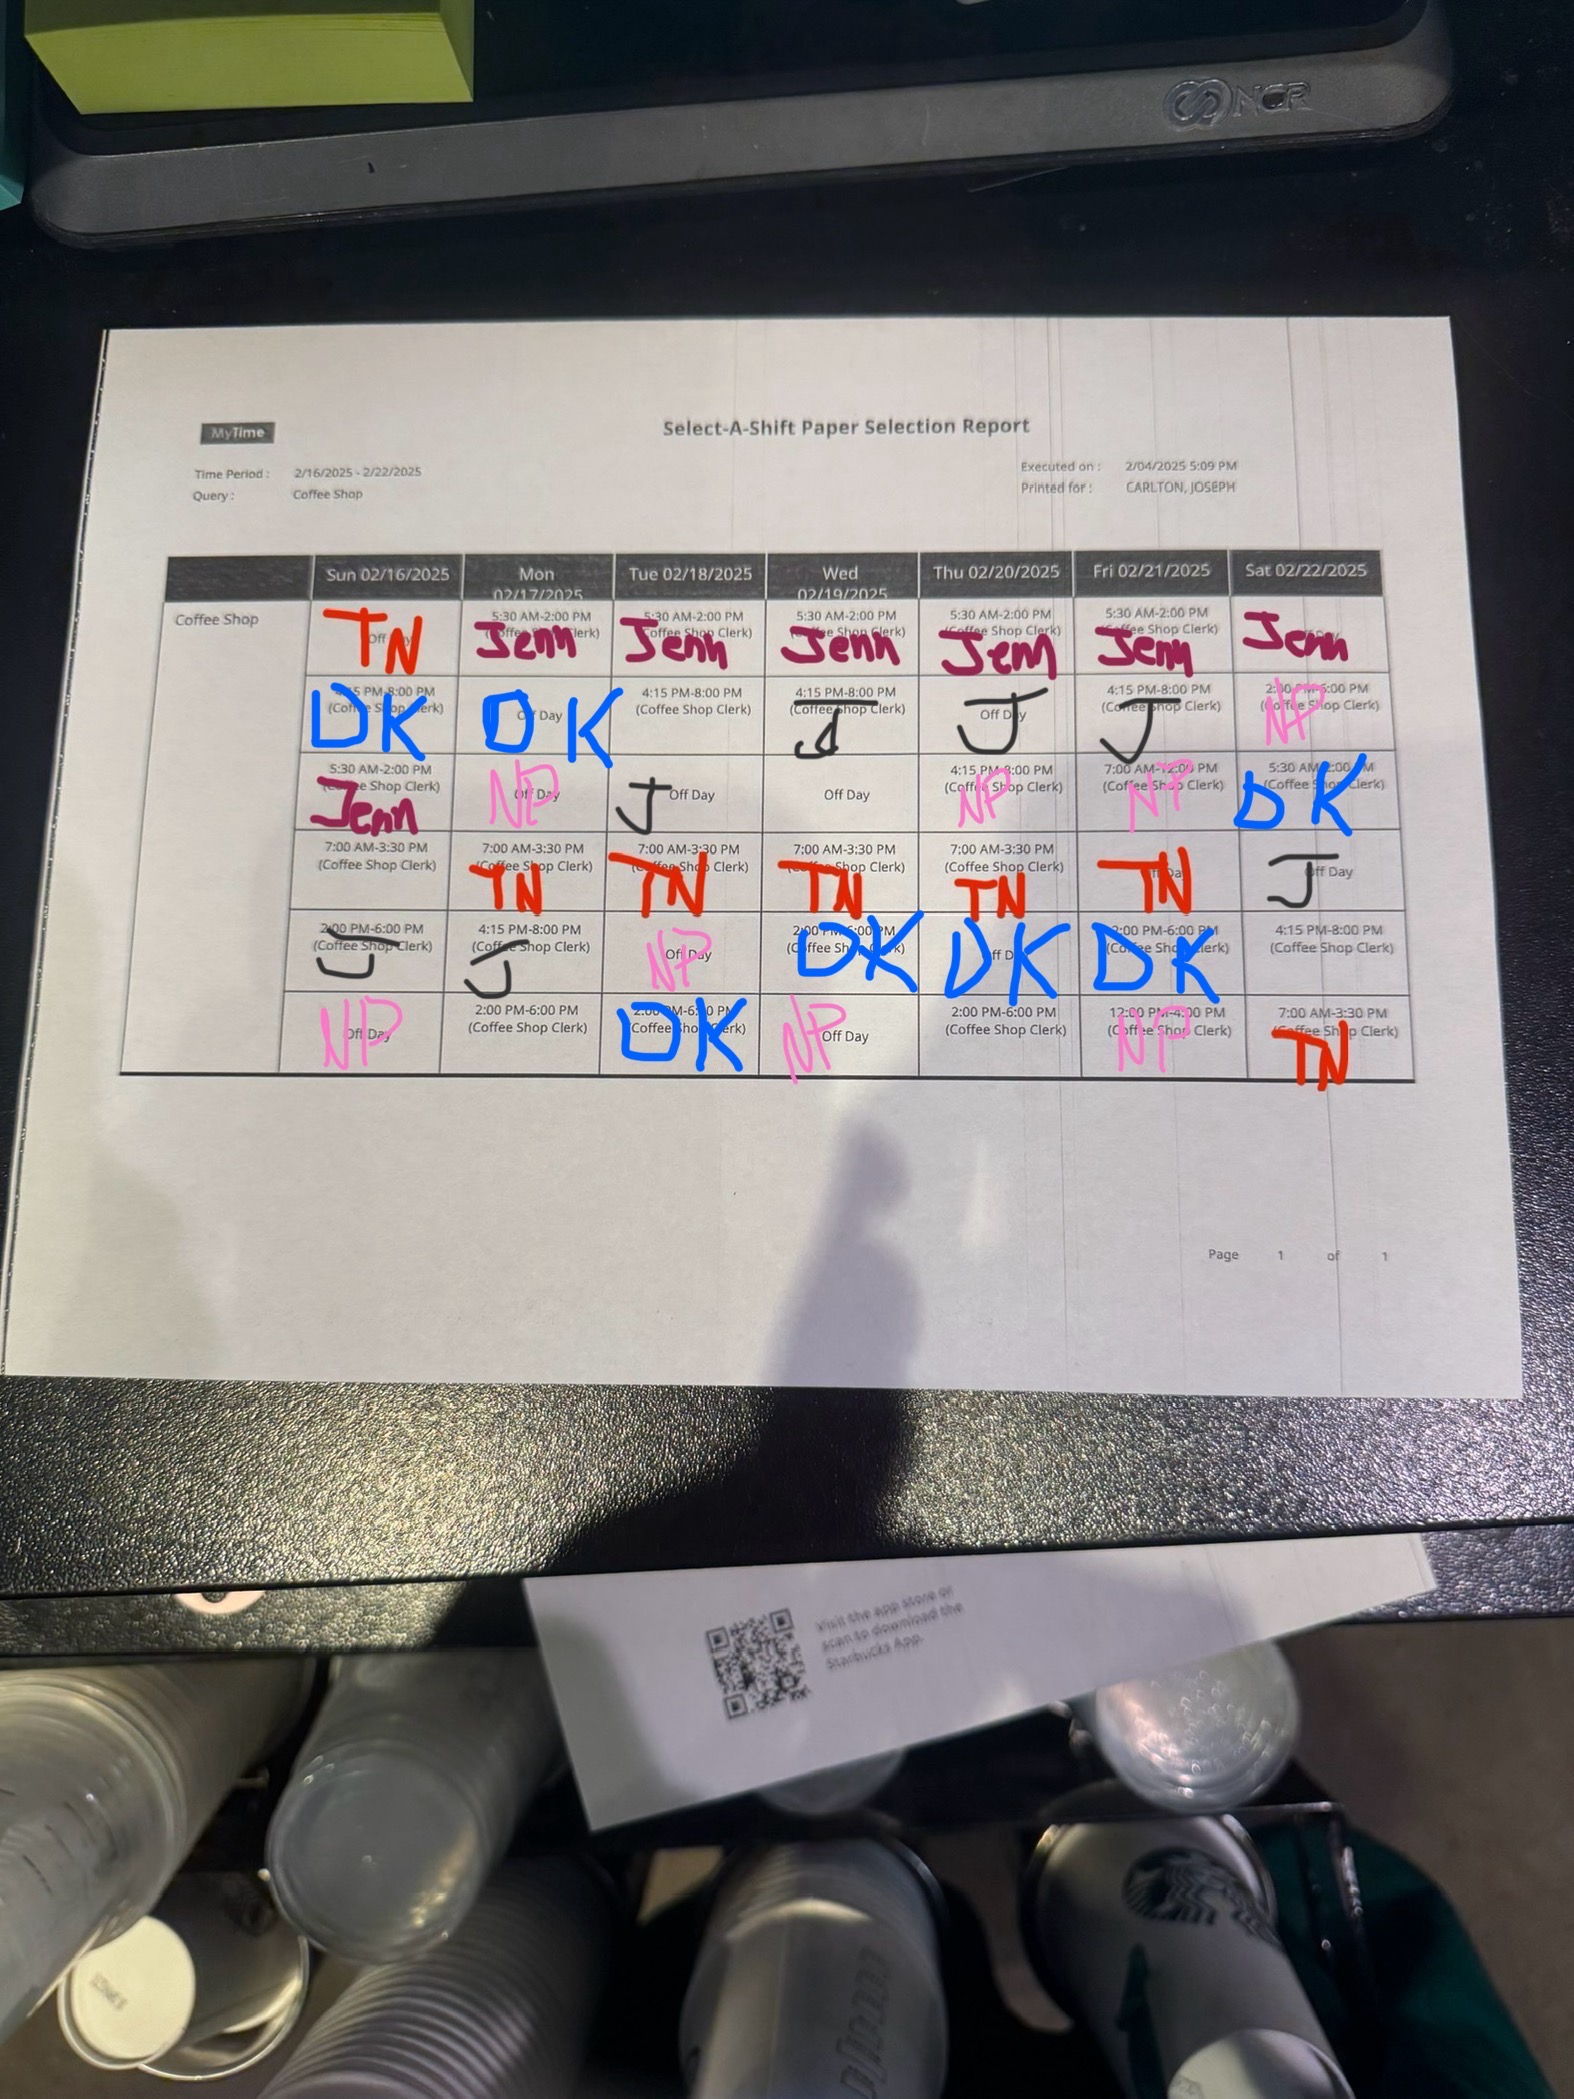 NCR
MyTime
Select-A-Shift Paper Selection Report
Time Period : 2/16/2025 - 2/22/2025
Executed on : 2/04/2025 5:09 PM
Query : Coffee Shop
Printed for : CARLTON, JOSEPH
Sun 02/16/2025 Mon 02/17/2025 Tue 02/18/2025 Wed 02/19/2025 Thu 02/20/2025 Fri 02/21/2025 Sat 02/22/2025
Coffee Shop
Off Day 5:30 AM-2:00 PM 5:30 AM-2:00 PM 5:30 AM-2:00 PM 5:30 AM-2:00 PM 5:30 AM-2:00 PM Off Day
(Coffee Shop Clerk) (Coffee Shop Clerk) (Coffee Shop Clerk) (Coffee Shop Clerk) (Coffee Shop Clerk)
TN Jenn Jenn Jenn Jenn Jenn Jenn
4:15 PM-8:00 PM Off Day 4:15 PM-8:00 PM 4:15 PM-8:00 PM Off Day 4:15 PM-8:00 PM 2:00 PM-6:00 PM
(Coffee Shop Clerk) (Coffee Shop Clerk) (Coffee Shop Clerk) (Coffee Shop Clerk) (Coffee Shop Clerk)
DK DK J J J NP
5:30 AM-2:00 PM Off Day Off Day Off Day 4:15 PM-8:00 PM 7:00 AM-12:00 PM 5:30 AM-2:00 PM
(Coffee Shop Clerk) (Coffee Shop Clerk) (Coffee Shop Clerk) (Coffee Shop Clerk)
Jenn NP J NP NP DK
7:00 AM-3:30 PM 7:00 AM-3:30 PM 7:00 AM-3:30 PM 7:00 AM-3:30 PM 7:00 AM-3:30 PM Off Day Off Day
(Coffee Shop Clerk) (Coffee Shop Clerk) (Coffee Shop Clerk) (Coffee Shop Clerk) (Coffee Shop Clerk)
TN TN TN TN TN J
2:00 PM-6:00 PM 4:15 PM-8:00 PM Off Day 2:00 PM-6:00 PM Off Day 2:00 PM-6:00 PM 4:15 PM-8:00 PM
(Coffee Shop Clerk) (Coffee Shop Clerk) (Coffee Shop Clerk) (Coffee Shop Clerk) (Coffee Shop Clerk)
J J NP DK DK DK
Off Day 2:00 PM-6:00 PM 2:00 PM-6:00 PM Off Day 2:00 PM-6:00 PM 12:00 PM-4:00 PM 7:00 AM-3:30 PM
(Coffee Shop Clerk) (Coffee Shop Clerk) (Coffee Shop Clerk) (Coffee Shop Clerk) (Coffee Shop Clerk)
NP DK NP NP TN
Page 1 of 1
Visit the app store or
scan to download the
Starbucks App.